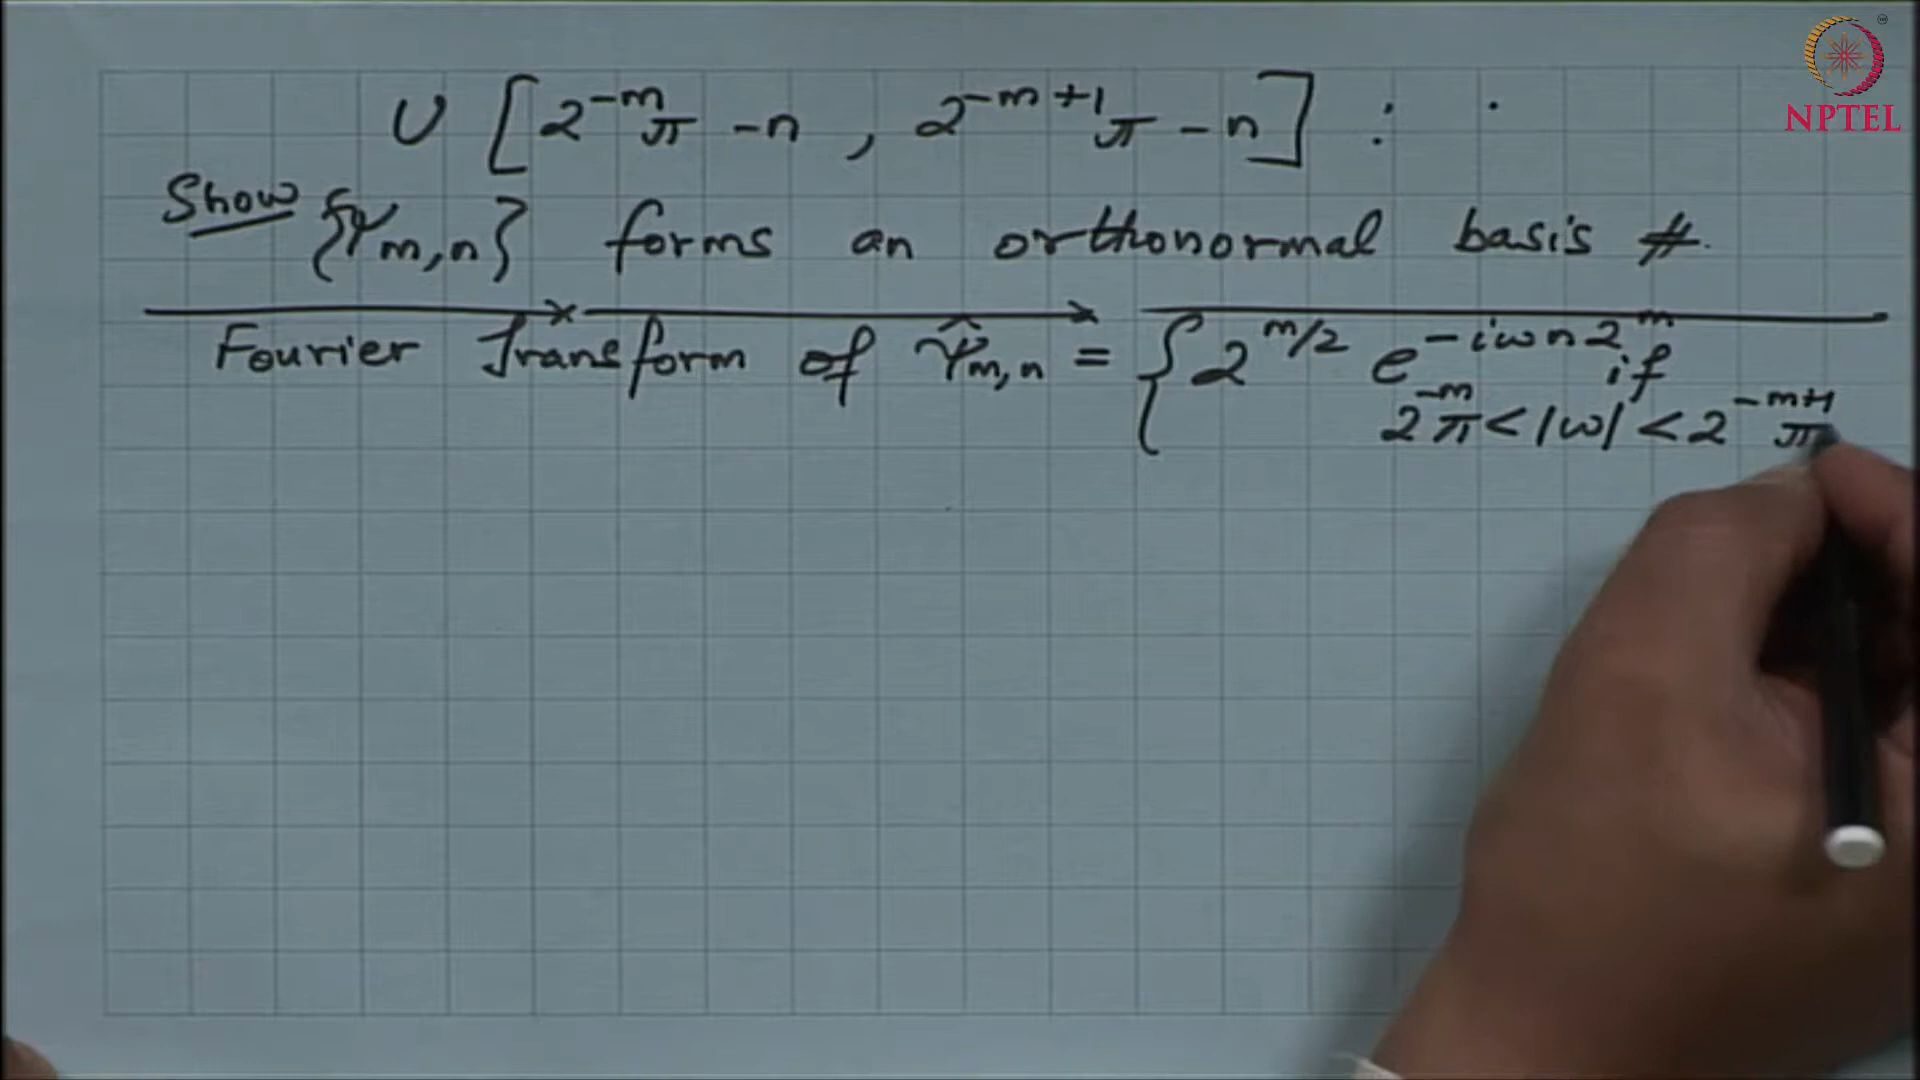 ∪ [2^{-m}π - n , 2^{-m+1}π - n] : .
NPTEL
Show {ψ_{m,n}} forms an orthonormal basis #.
Fourier Transform of ψ̂_{m,n} = { 2^{m/2} e^{-iωn2^m} if
2^{-m}π < |ω| < 2^{-m+1}π